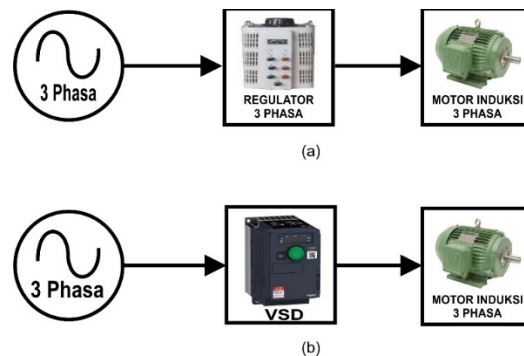 3 Phasa
REGULATOR
3 PHASA
MOTOR INDUKSI
3 PHASA
(a)
3 Phasa
VSD
MOTOR INDUKSI
3 PHASA
(b)